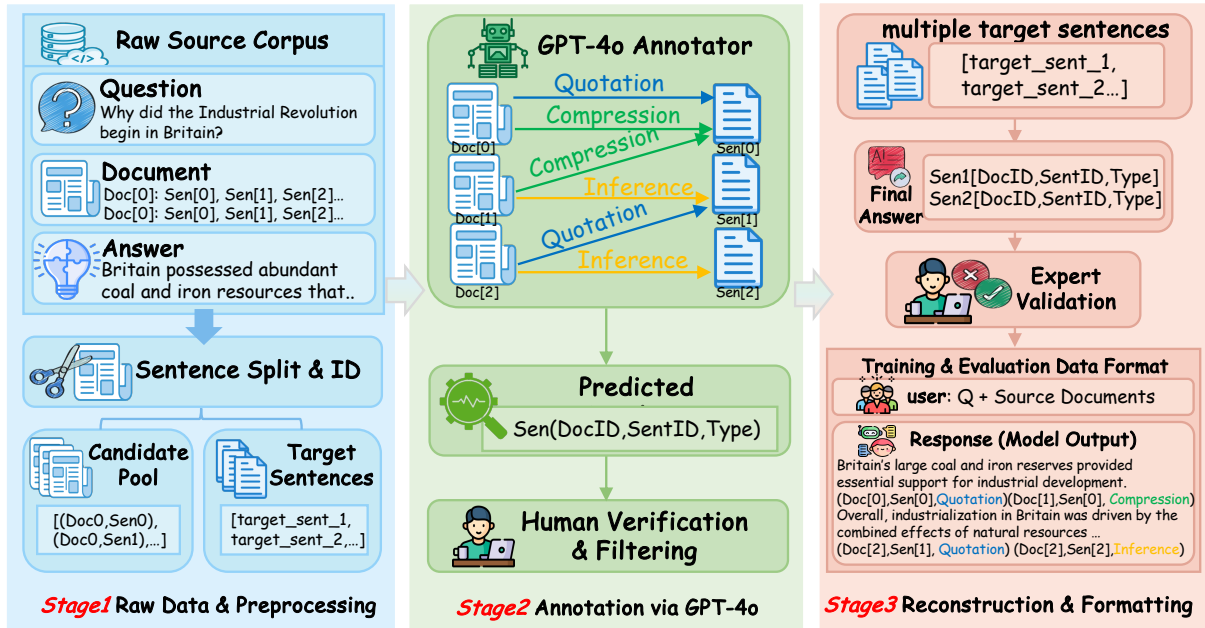 Raw Source Corpus
Question
Why did the Industrial Revolution
begin in Britain?
Document
Doc[0]: Sen[0], Sen[1], Sen[2]...
Doc[0]: Sen[0], Sen[1], Sen[2]...
Answer
Britain possessed abundant
coal and iron resources that..
Sentence Split & ID
Candidate
Pool
[(Doc0,Sen0),
(Doc0,Sen1),...]
Target
Sentences
[target_sent_1,
target_sent_2,...]
Stage1 Raw Data & Preprocessing
GPT-4o Annotator
Quotation
Compression
Compression
Inference
Quotation
Inference
Doc[0]
Doc[1]
Doc[2]
Sen[0]
Sen[1]
Sen[2]
Predicted
Sen(DocID,SentID,Type)
Human Verification
& Filtering
Stage2 Annotation via GPT-4o
multiple target sentences
[target_sent_1,
target_sent_2...]
AI
Final
Answer
Sen1[DocID,SentID,Type]
Sen2[DocID,SentID,Type]
Expert
Validation
Training & Evaluation Data Format
user: Q + Source Documents
Response (Model Output)
Britain's large coal and iron reserves provided
essential support for industrial development.
(Doc[0],Sen[0],Quotation)(Doc[1],Sen[0], Compression)
Overall, industrialization in Britain was driven by the
combined effects of natural resources ...
(Doc[2],Sen[1], Quotation) (Doc[2],Sen[2],Inference)
Stage3 Reconstruction & Formatting